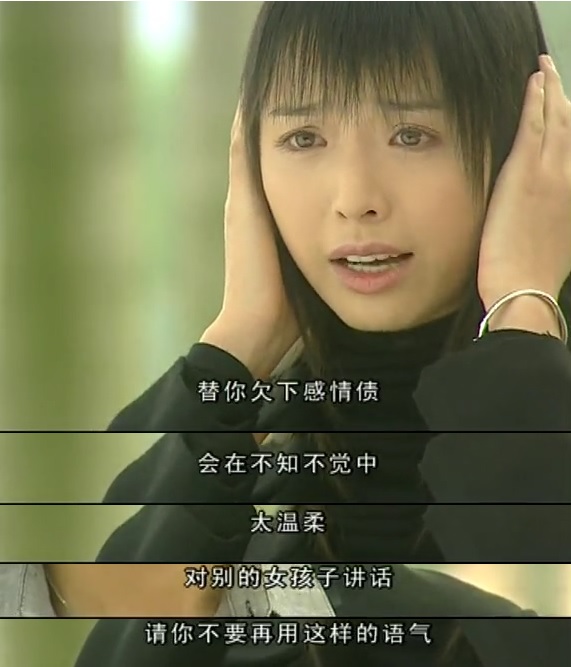 替你欠下感情债
会在不知不觉中
太温柔
对别的女孩子讲话
请你不要再用这样的语气